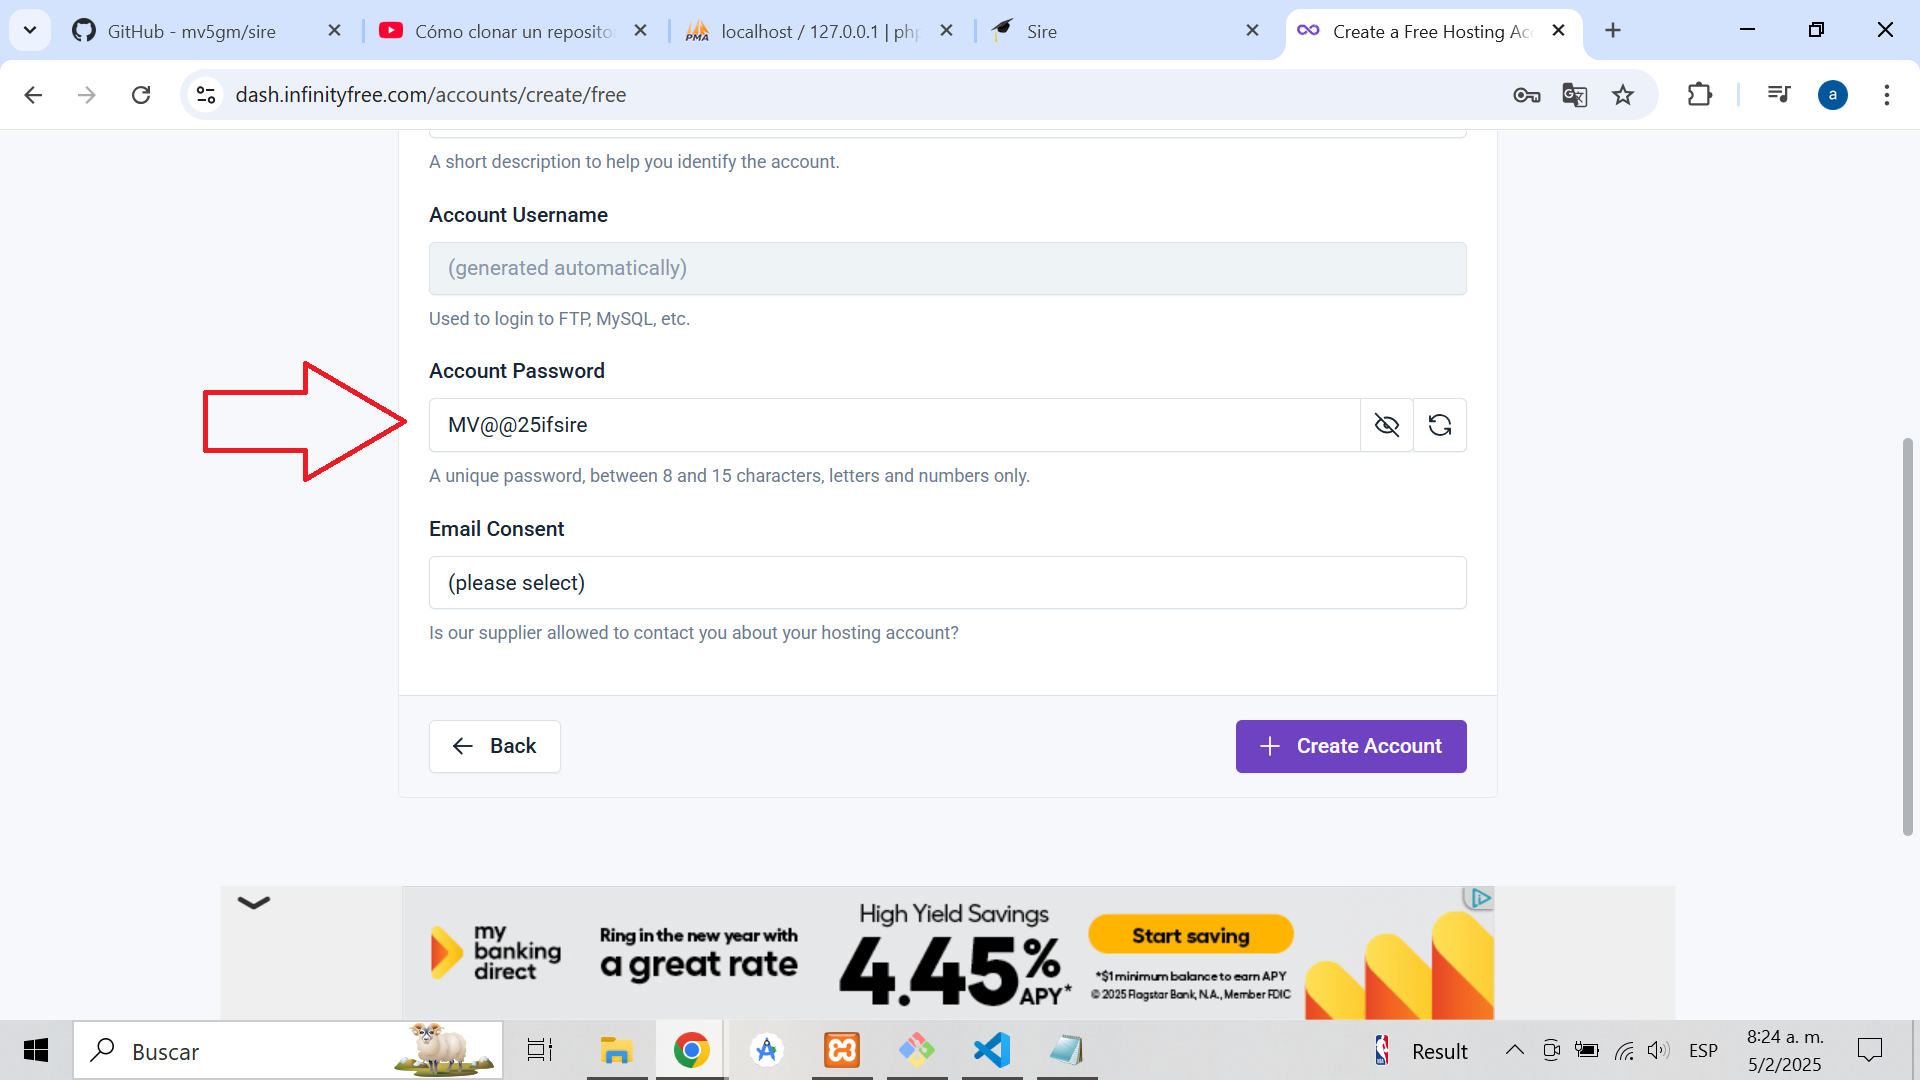 GitHub - mv5gm/sire
Cómo clonar un reposito
localhost / 127.0.0.1 | php
Sire
Create a Free Hosting Acc
dash.infinityfree.com/accounts/create/free
a
A short description to help you identify the account.
Account Username
(generated automatically)
Used to login to FTP, MySQL, etc.
Account Password
MV@@25ifsire
A unique password, between 8 and 15 characters, letters and numbers only.
Email Consent
(please select)
Is our supplier allowed to contact you about your hosting account?
Back
Create Account
my
banking
direct
Ring in the new year with
a great rate
High Yield Savings
4.45%
APY*
Start saving
*$1 minimum balance to earn APY
© 2025 Flagstar Bank, N.A., Member FDIC
Buscar
Result
ESP
8:24 a. m.
5/2/2025